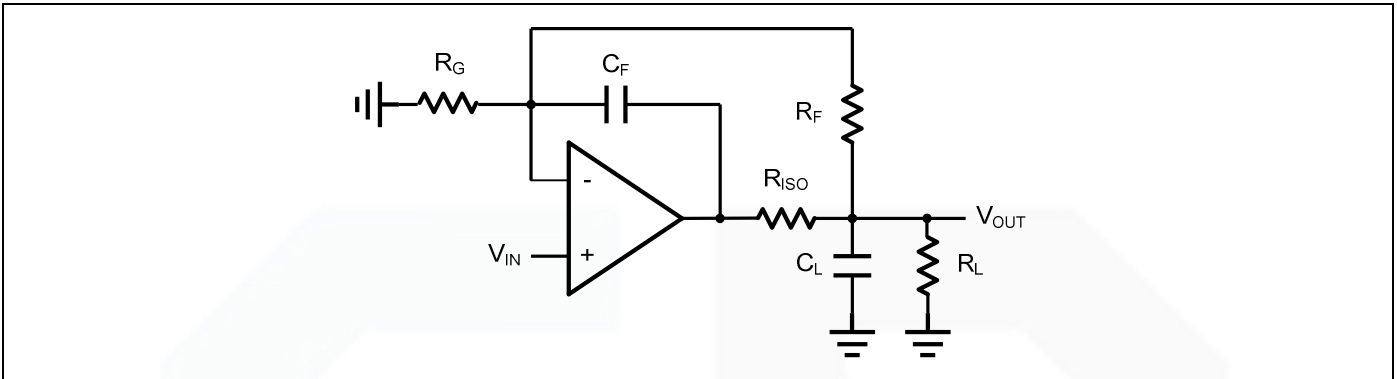 R_G
C_F
R_F
-
R_ISO
V_OUT
V_IN
+
C_L
R_L